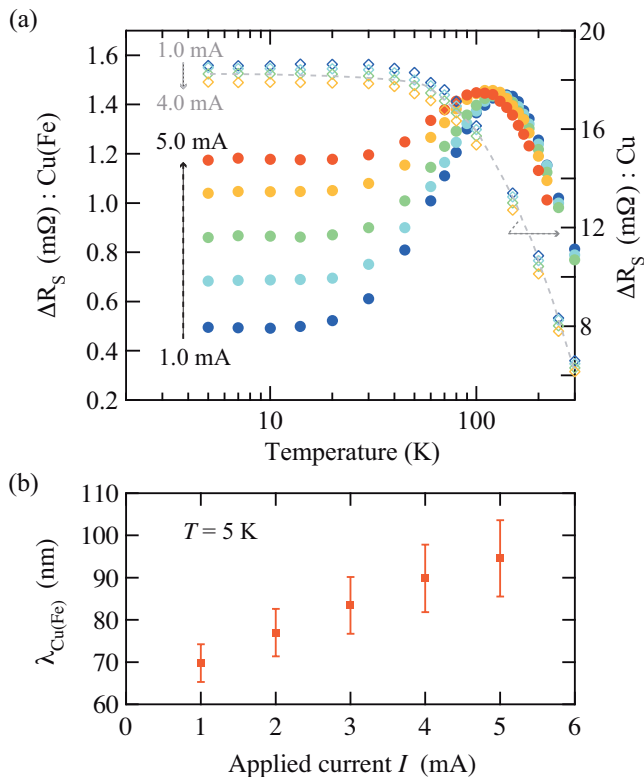 (a)
1.6
1.4
1.2
1.0
0.8
0.6
0.4
0.2
ΔR_S (mΩ) : Cu(Fe)
1.0 mA
4.0 mA
5.0 mA
1.0 mA
20
16
12
8
ΔR_S (mΩ) : Cu
10
100
Temperature (K)
(b)
110
100
90
80
70
60
λ_Cu(Fe) (nm)
T = 5 K
0
1
2
3
4
5
6
Applied current I (mA)